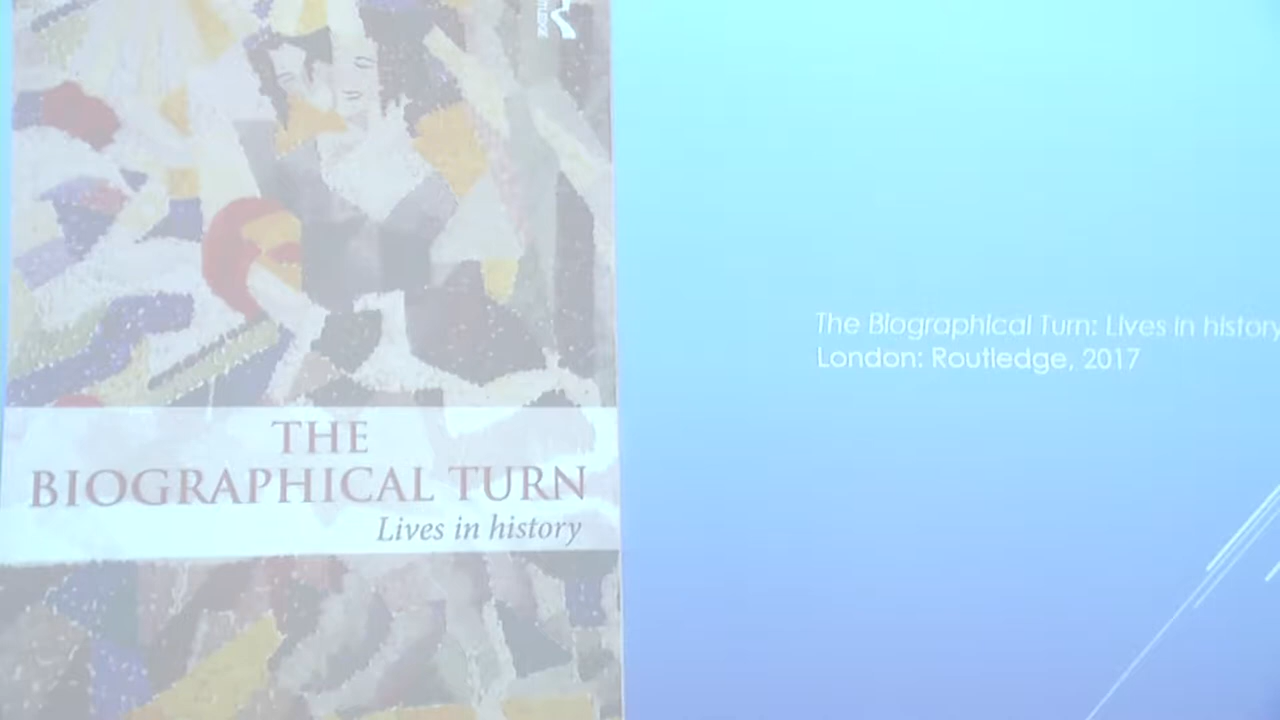 THE
BIOGRAPHICAL TURN
Lives in history
The Biographical Turn: Lives in history
London: Routledge, 2017